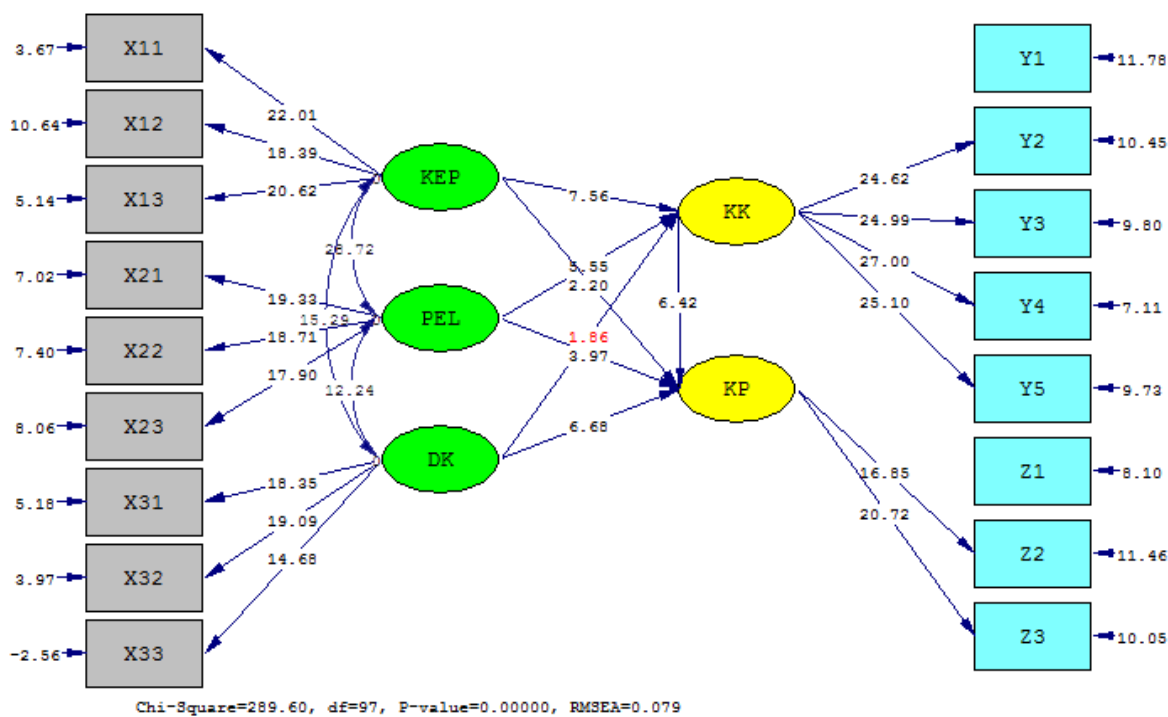 3.67 X11
10.64 X12
5.14 X13
7.02 X21
7.40 X22
8.06 X23
5.18 X31
3.97 X32
-2.56 X33
22.01
18.39
20.62
19.33
15.29
18.71
17.90
12.24
18.35
19.09
14.68
KEP
PEL
DK
7.56
5.55
2.20
1.86
3.97
6.68
6.42
KK
KP
24.62
24.99
27.00
25.10
16.85
20.72
Y1 11.78
Y2 10.45
Y3 9.80
Y4 7.11
Y5 9.73
Z1 8.10
Z2 11.46
Z3 10.05
Chi-Square=289.60, df=97, P-value=0.00000, RMSEA=0.079